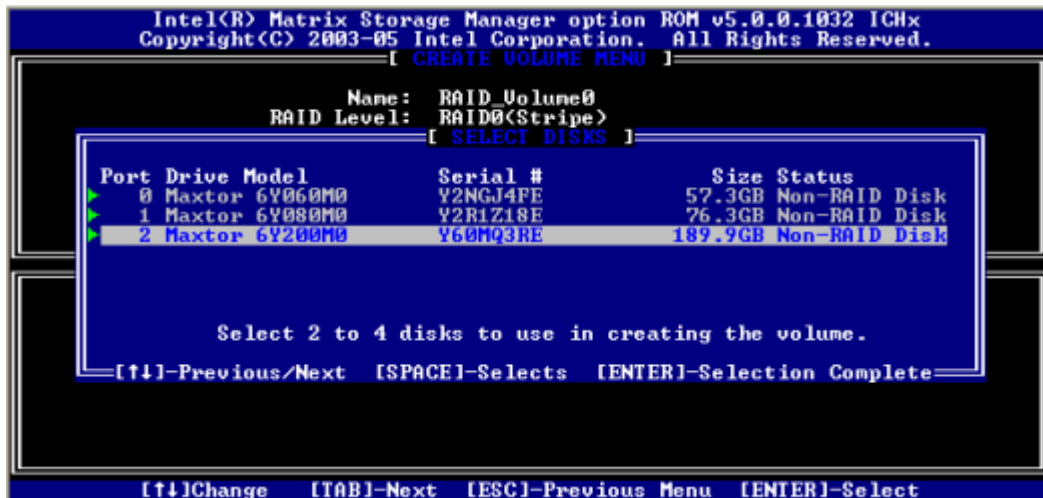 Intel(R) Matrix Storage Manager option ROM v5.0.0.1032 ICHx
Copyright(C) 2003-05 Intel Corporation. All Rights Reserved.
[ CREATE VOLUME MENU ]
Name: RAID_Volume0
RAID Level: RAID0(Stripe)
[ SELECT DISKS ]
Port Drive Model Serial # Size Status
0 Maxtor 6Y060M0 Y2NGJ4FE 57.3GB Non-RAID Disk
1 Maxtor 6Y080M0 Y2R1Z18E 76.3GB Non-RAID Disk
2 Maxtor 6Y200M0 Y60MQ3RE 189.9GB Non-RAID Disk
Select 2 to 4 disks to use in creating the volume.
[↑↓]-Previous/Next [SPACE]-Selects [ENTER]-Selection Complete
[↑↓]Change [TAB]-Next [ESC]-Previous Menu [ENTER]-Select